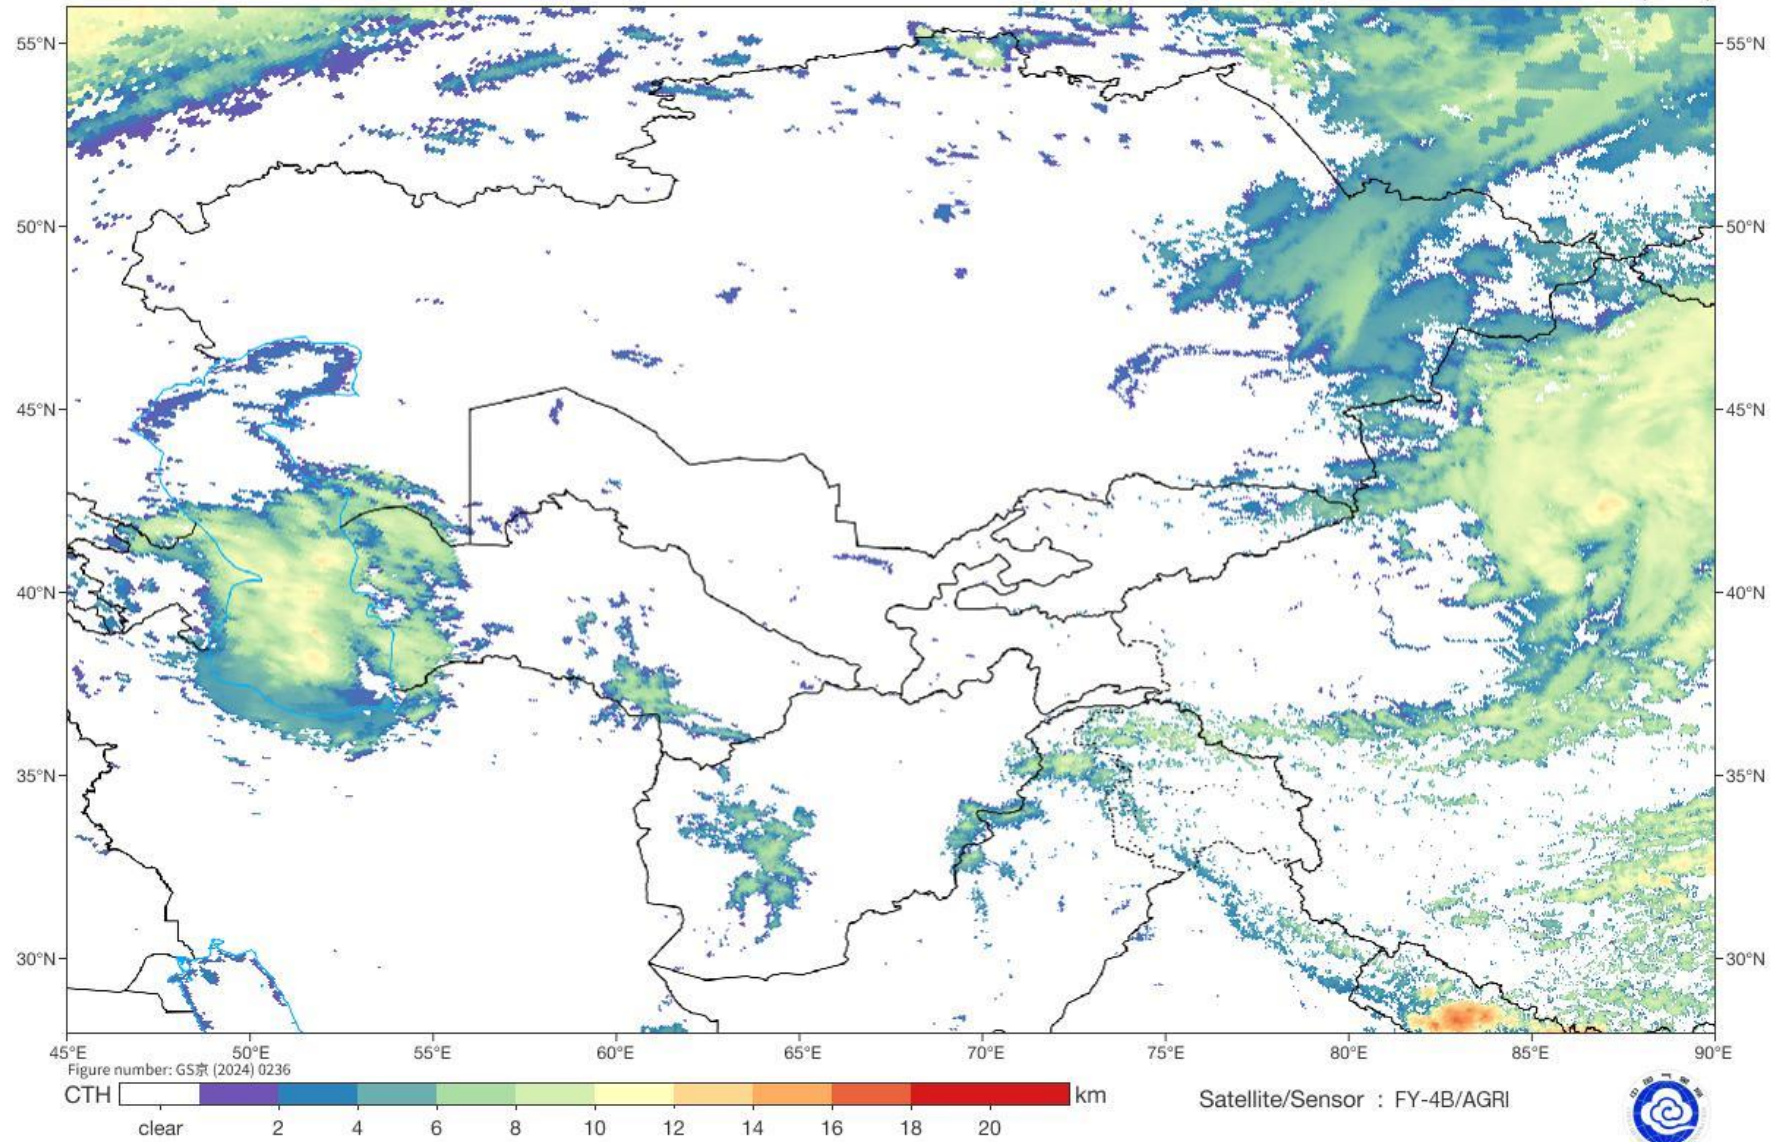 55°N 55°N
50°N 50°N
45°N 45°N
40°N 40°N
35°N 35°N
30°N 30°N
45°E 50°E 55°E 60°E 65°E 70°E 75°E 80°E 85°E 90°E
Figure number: GS京 (2024) 0236
CTH km Satellite/Sensor : FY-4B/AGRI
clear 2 4 6 8 10 12 14 16 18 20